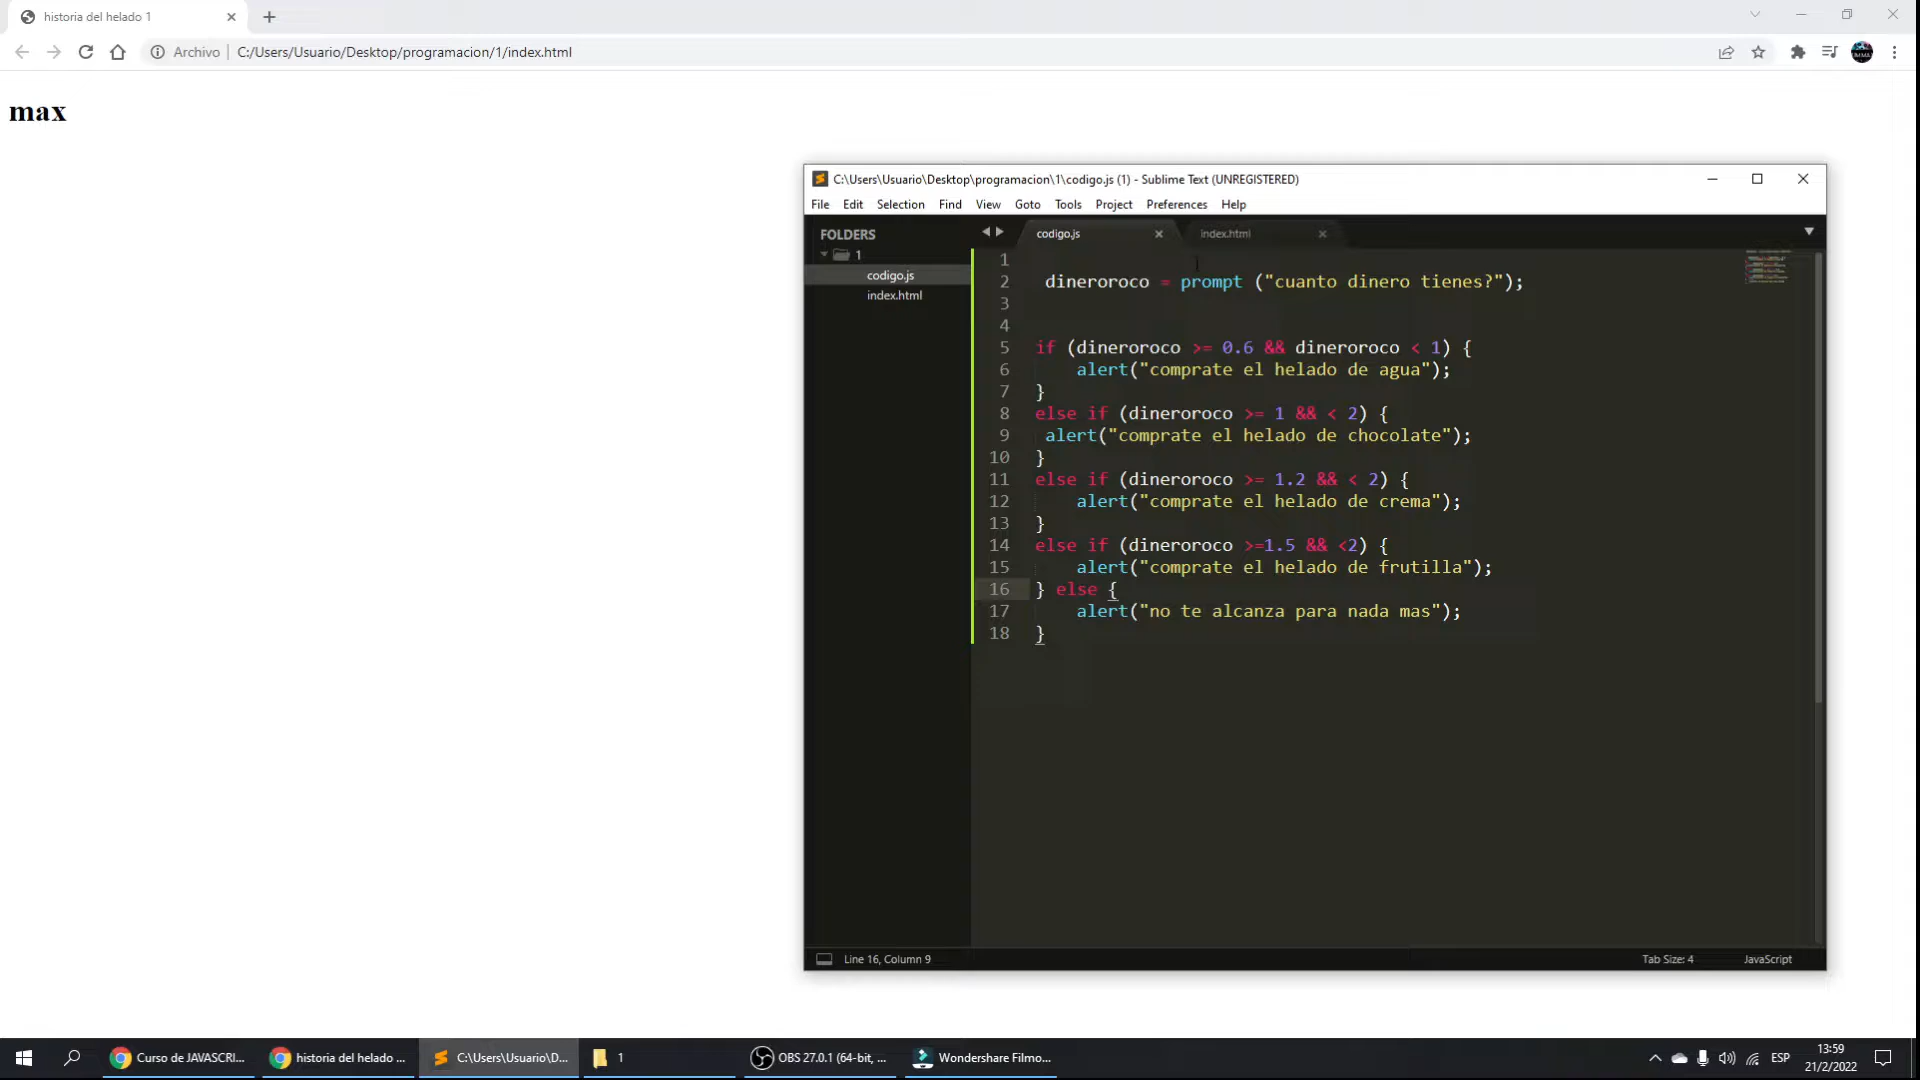 historia del helado 1
Archivo
C:/Users/Usuario/Desktop/programacion/1/index.html
max
C:\Users\Usuario\Desktop\programacion\1\codigo.js (1) - Sublime Text (UNREGISTERED)
File Edit Selection Find View Goto Tools Project Preferences Help
FOLDERS
1
codigo.js
index.html
codigo.js
index.html
1
2 dineroroco = prompt ("cuanto dinero tienes?");
3
4
5 if (dineroroco >= 0.6 && dineroroco < 1) {
6 alert("comprate el helado de agua");
7 }
8 else if (dineroroco >= 1 && < 2) {
9 alert("comprate el helado de chocolate");
10 }
11 else if (dineroroco >= 1.2 && < 2) {
12 alert("comprate el helado de crema");
13 }
14 else if (dineroroco >=1.5 && <2) {
15 alert("comprate el helado de frutilla");
16 } else {
17 alert("no te alcanza para nada mas");
18 }
Line 16, Column 9
Tab Size: 4
JavaScript
Curso de JAVASCRI...
historia del helado ...
C:\Users\Usuario\D...
1
OBS 27.0.1 (64-bit, ...
Wondershare Filmo...
ESP
13:59
21/2/2022